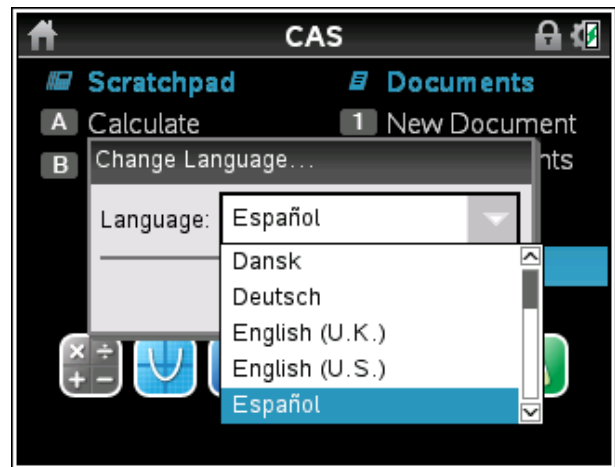 CAS
Scratchpad
Documents
A Calculate
1 New Document
B
nts
Change Language...
Language: Español
Dansk
Deutsch
English (U.K.)
English (U.S.)
Español